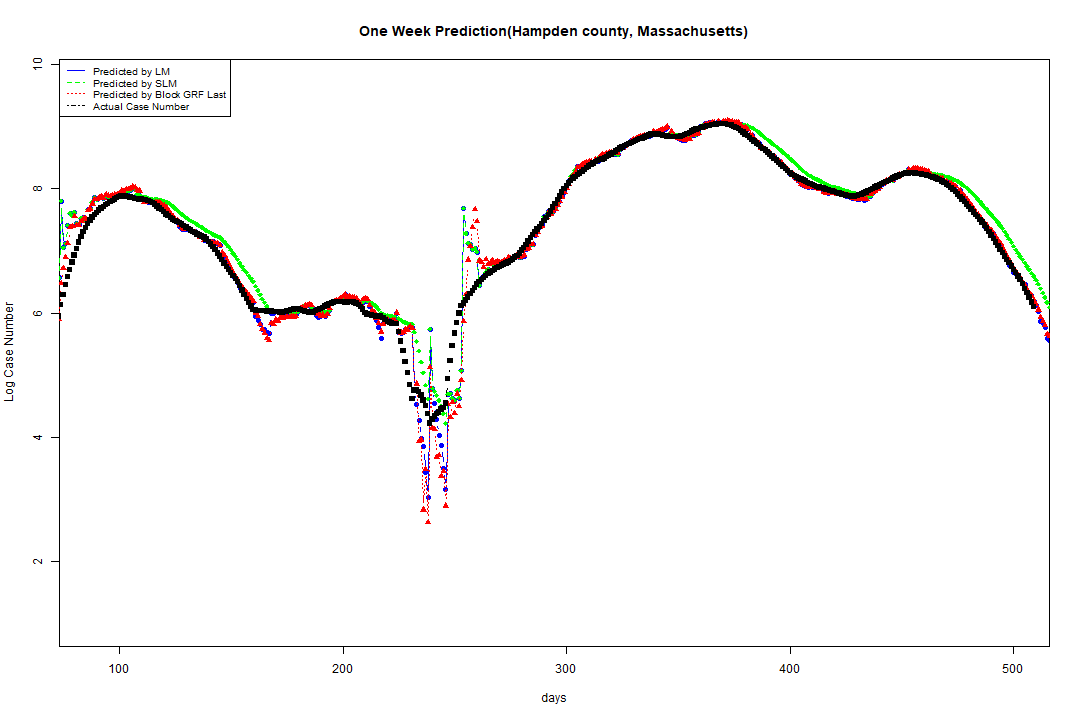 One Week Prediction(Hampden county, Massachusetts)
Predicted by LM
Predicted by SLM
Predicted by Block GRF Last
Actual Case Number
Log Case Number
10
8
6
4
2
100 200 300 400 500
days